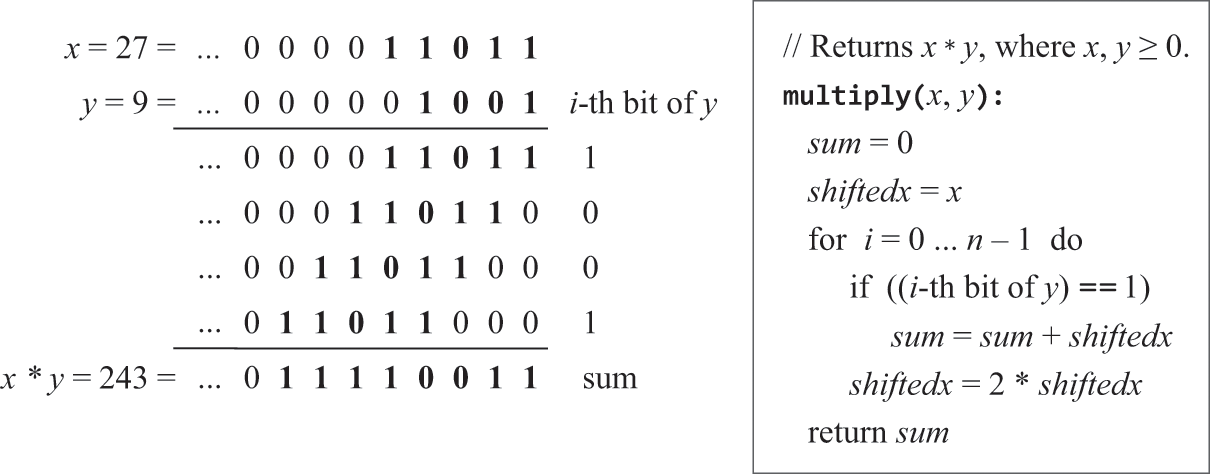 x = 27 = ... 0 0 0 0 1 1 0 1 1
y = 9 = ... 0 0 0 0 0 1 0 0 1 i-th bit of y
... 0 0 0 0 1 1 0 1 1 1
... 0 0 0 1 1 0 1 1 0 0
... 0 0 1 1 0 1 1 0 0 0
... 0 1 1 0 1 1 0 0 0 1
x * y = 243 = ... 0 1 1 1 1 0 0 1 1 sum
// Returns x * y, where x, y ≥ 0.
multiply(x, y):
sum = 0
shiftedx = x
for i = 0 ... n – 1 do
if ((i-th bit of y) == 1)
sum = sum + shiftedx
shiftedx = 2 * shiftedx
return sum